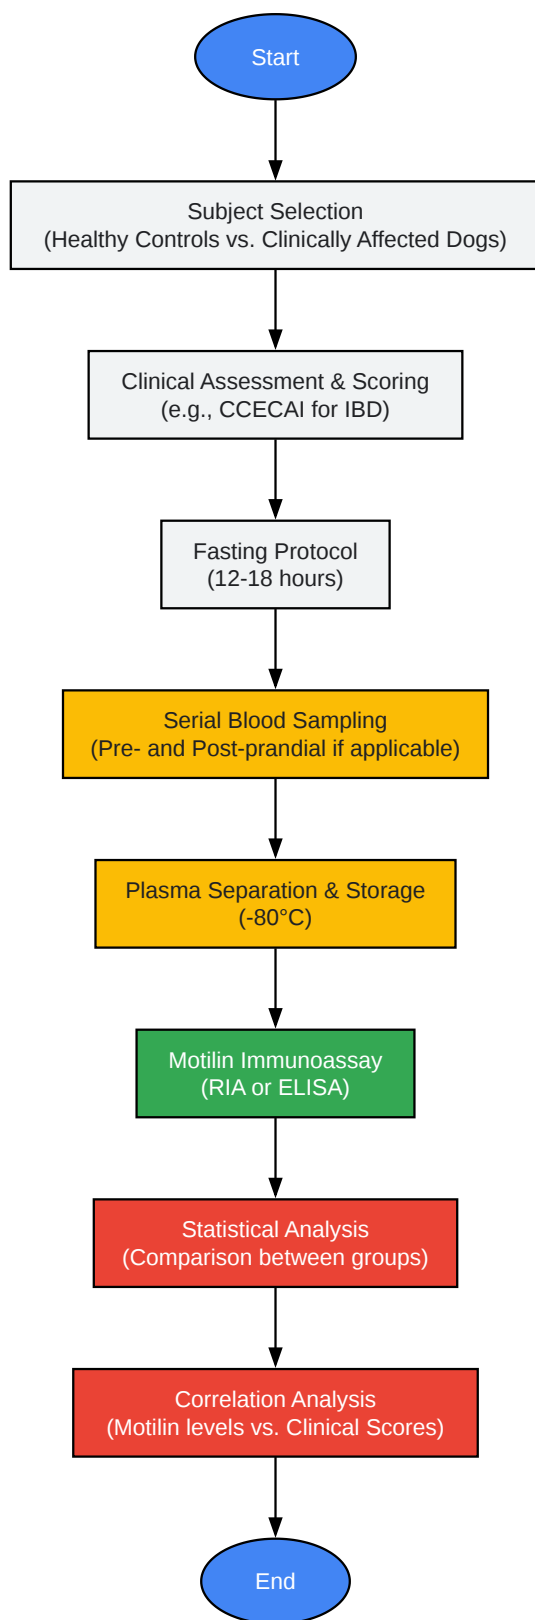 Start
Subject Selection
(Healthy Controls vs. Clinically Affected Dogs)
Clinical Assessment & Scoring
(e.g., CCECAI for IBD)
Fasting Protocol
(12-18 hours)
Serial Blood Sampling
(Pre- and Post-prandial if applicable)
Plasma Separation & Storage
(-80°C)
Motilin Immunoassay
(RIA or ELISA)
Statistical Analysis
(Comparison between groups)
Correlation Analysis
(Motilin levels vs. Clinical Scores)
End